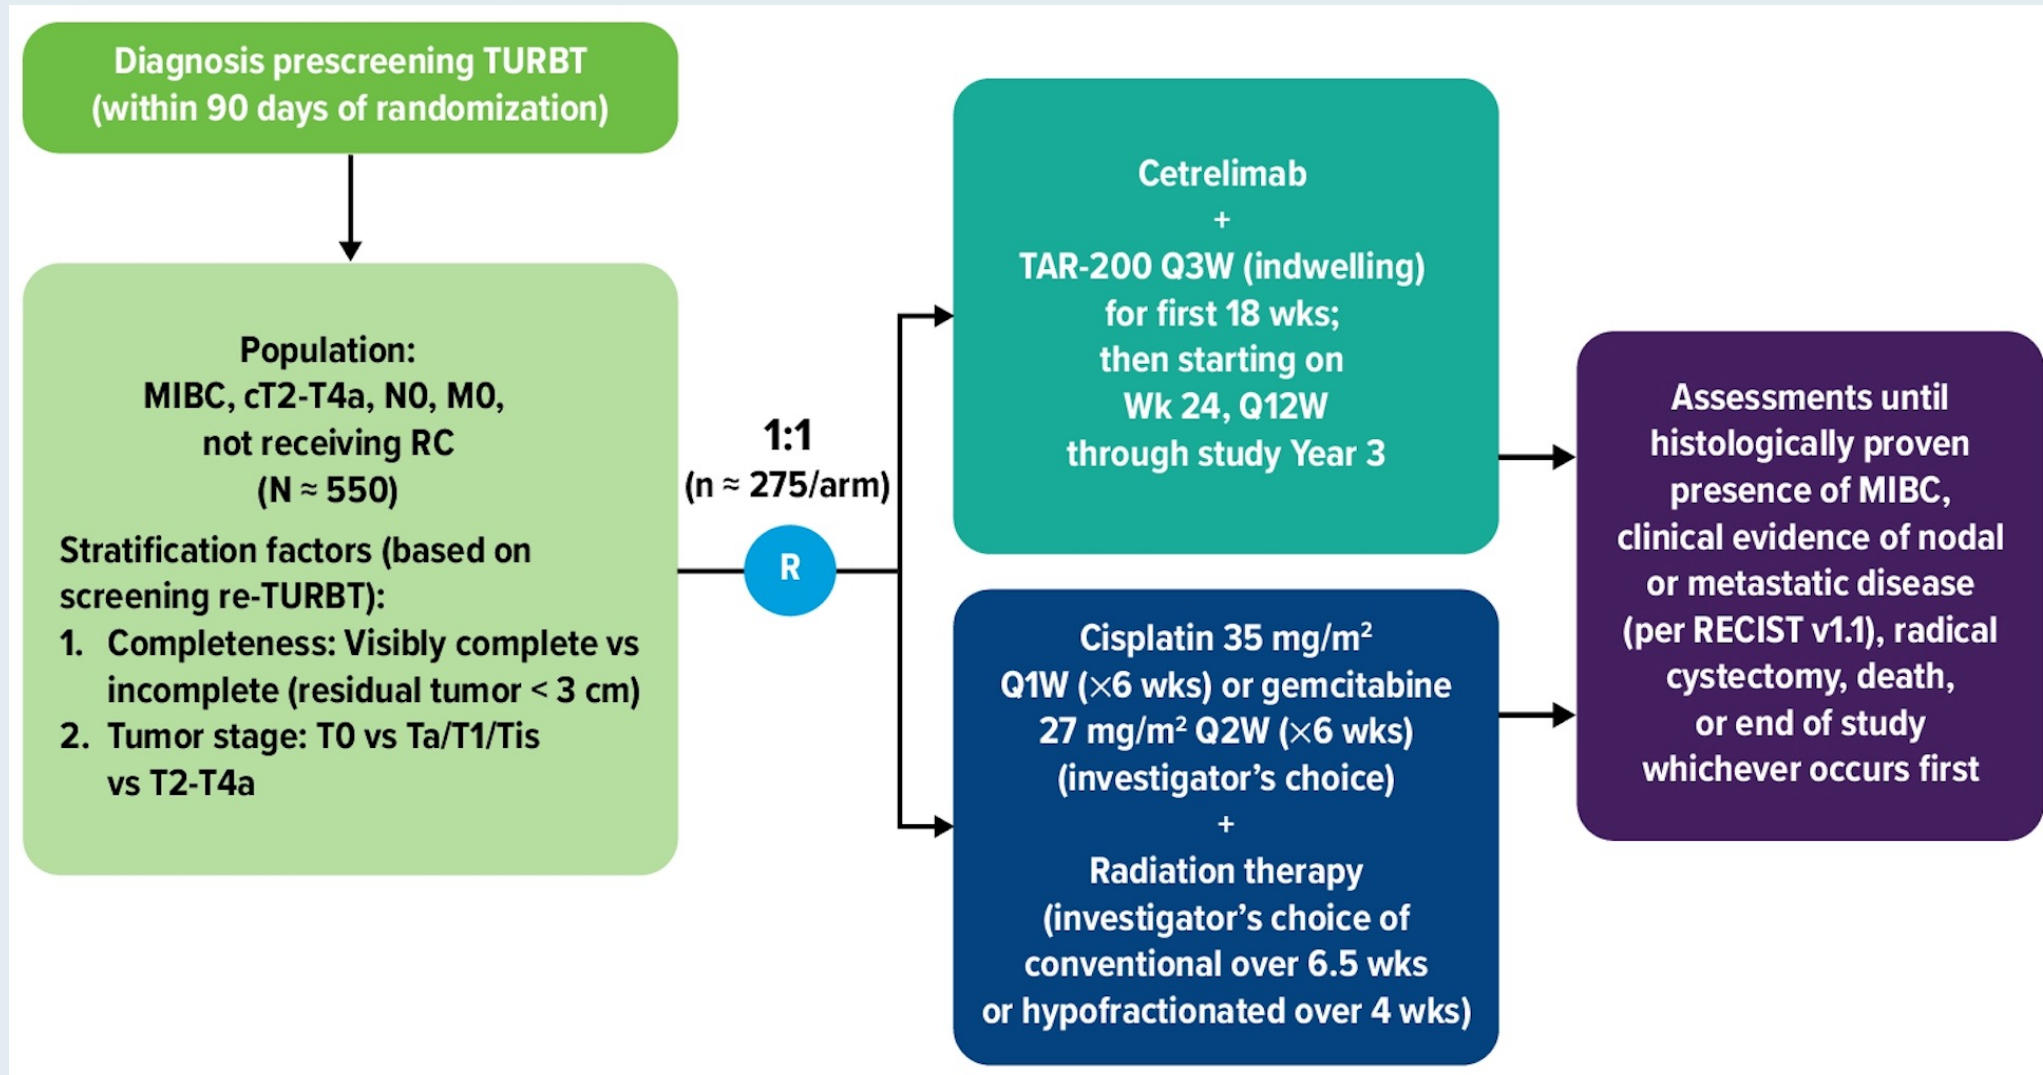 Diagnosis prescreening TURBT
(within 90 days of randomization)
Population:
MIBC, cT2-T4a, N0, M0,
not receiving RC
(N ≈ 550)
Stratification factors (based on
screening re-TURBT):
1. Completeness: Visibly complete vs
incomplete (residual tumor < 3 cm)
2. Tumor stage: T0 vs Ta/T1/Tis
vs T2-T4a
1:1
(n ≈ 275/arm)
R
Cetrelimab
+
TAR-200 Q3W (indwelling)
for first 18 wks;
then starting on
Wk 24, Q12W
through study Year 3
Cisplatin 35 mg/m²
Q1W (×6 wks) or gemcitabine
27 mg/m² Q2W (×6 wks)
(investigator’s choice)
+
Radiation therapy
(investigator’s choice of
conventional over 6.5 wks
or hypofractionated over 4 wks)
Assessments until
histologically proven
presence of MIBC,
clinical evidence of nodal
or metastatic disease
(per RECIST v1.1), radical
cystectomy, death,
or end of study
whichever occurs first